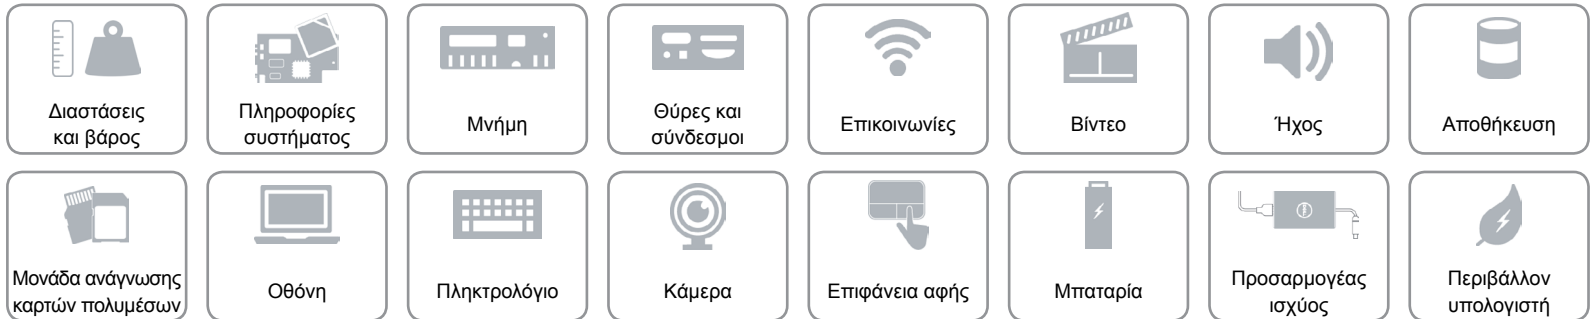 Διαστάσεις
και βάρος
Πληροφορίες
συστήματος
Μνήμη
Θύρες και
σύνδεσμοι
Επικοινωνίες
Βίντεο
Ήχος
Αποθήκευση
Μονάδα ανάγνωσης
καρτών πολυμέσων
Οθόνη
Πληκτρολόγιο
Κάμερα
Επιφάνεια αφής
Μπαταρία
Προσαρμογέας
ισχύος
Περιβάλλον
υπολογιστή